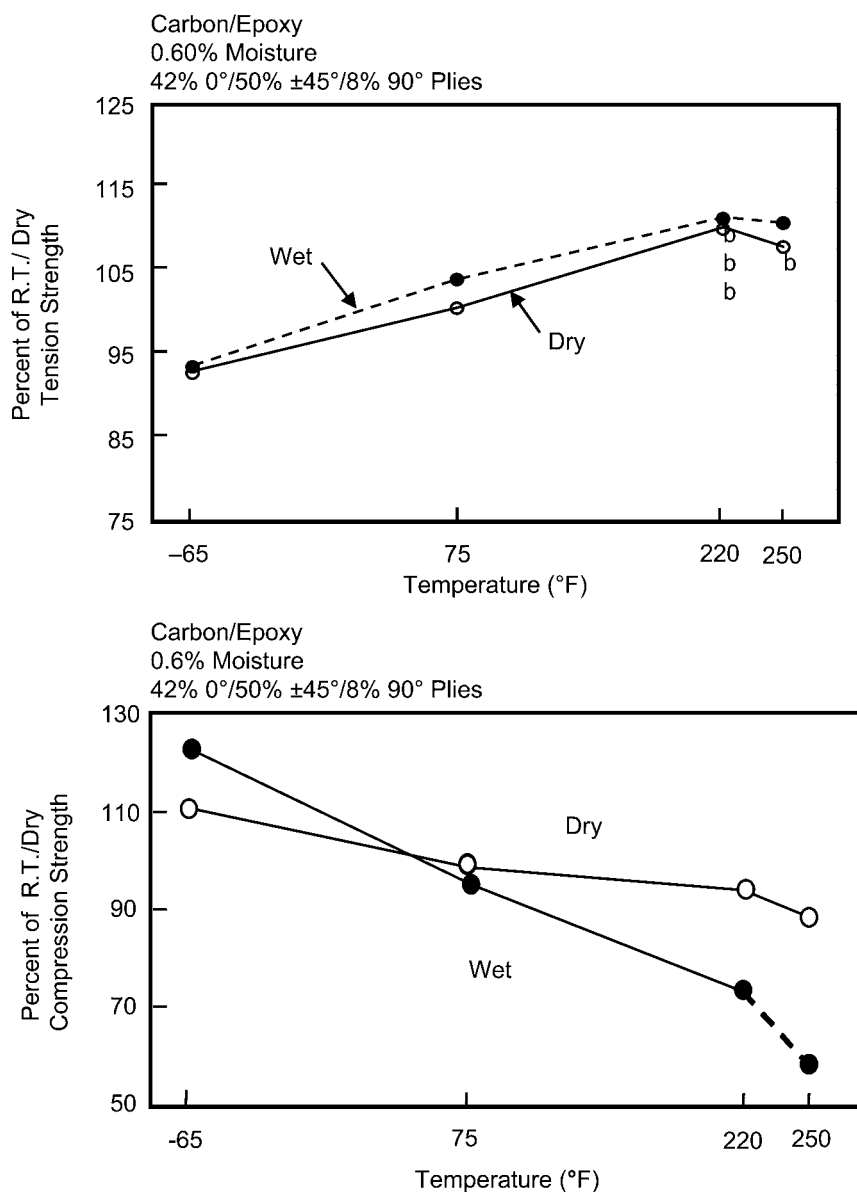 Carbon/Epoxy
0.60% Moisture
42% 0°/50% ±45°/8% 90° Plies
125
115
105
95
85
75
Percent of R.T./ Dry
Tension Strength
Wet
Dry
b
b
b
b
–65
75
220
250
Temperature (°F)
Carbon/Epoxy
0.6% Moisture
42% 0°/50% ±45°/8% 90° Plies
130
110
90
70
50
Percent of R.T./Dry
Compression Strength
Dry
Wet
-65
75
220
250
Temperature (°F)